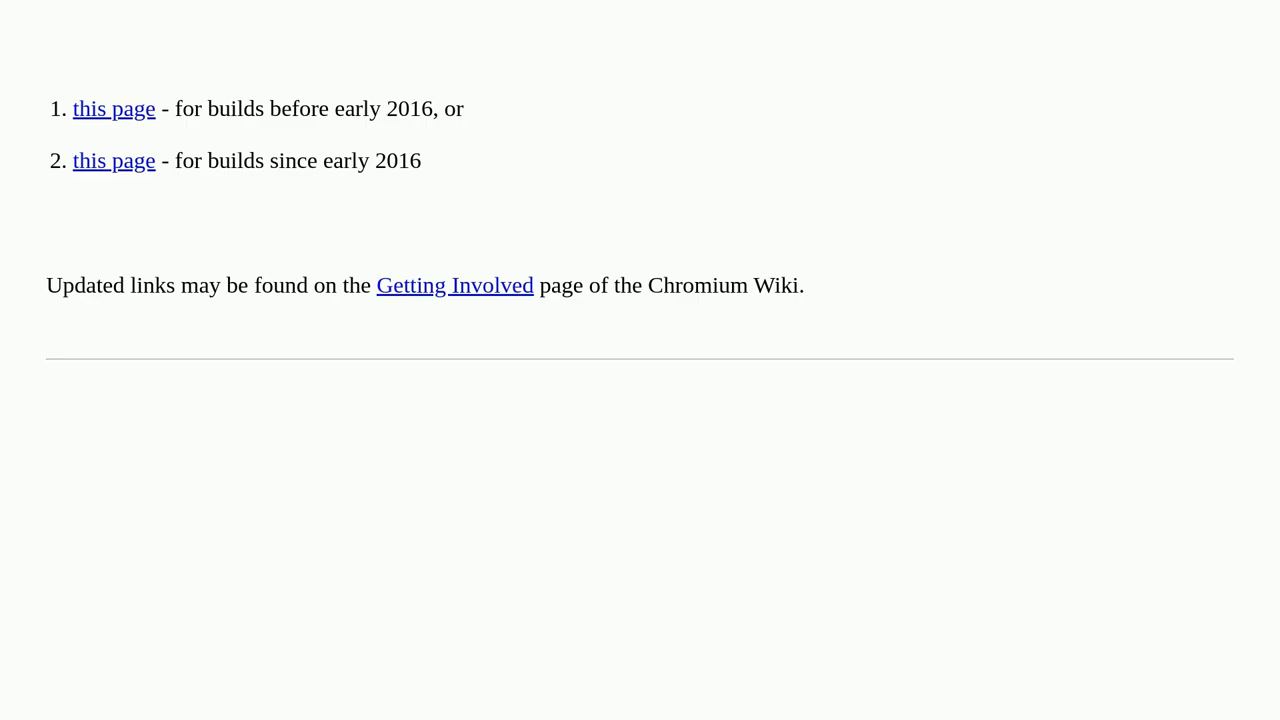 1. this page - for builds before early 2016, or
2. this page - for builds since early 2016
Updated links may be found on the Getting Involved page of the Chromium Wiki.